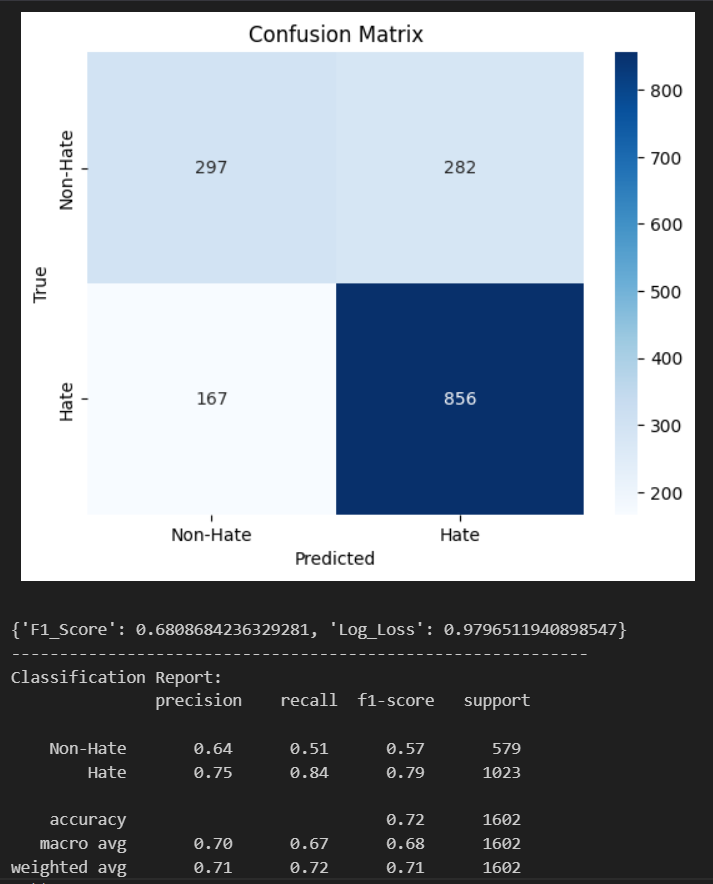 Confusion Matrix
Non-Hate
297
282
Hate
167
856
True
Non-Hate
Hate
Predicted
800
700
600
500
400
300
200
{'F1_Score': 0.6808684236329281, 'Log_Loss': 0.9796511940898547}
------------------------------------------------------------
Classification Report:
precision recall f1-score support
Non-Hate 0.64 0.51 0.57 579
Hate 0.75 0.84 0.79 1023
accuracy 0.72 1602
macro avg 0.70 0.67 0.68 1602
weighted avg 0.71 0.72 0.71 1602